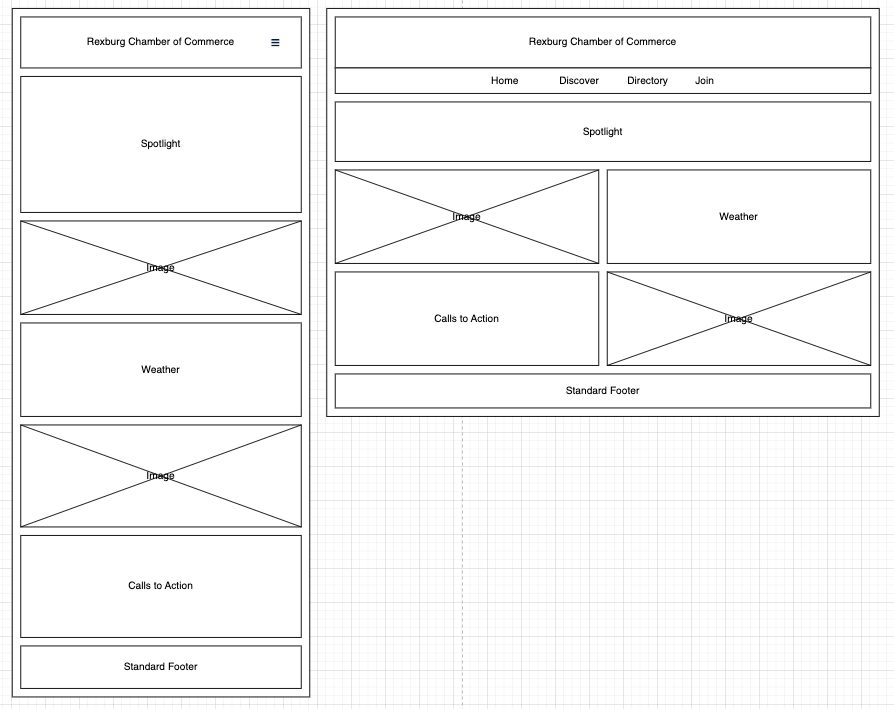 Rexburg Chamber of Commerce
Spotlight
Image
Weather
Image
Calls to Action
Standard Footer
Rexburg Chamber of Commerce
Home Discover Directory Join
Spotlight
Image
Weather
Calls to Action
Image
Standard Footer